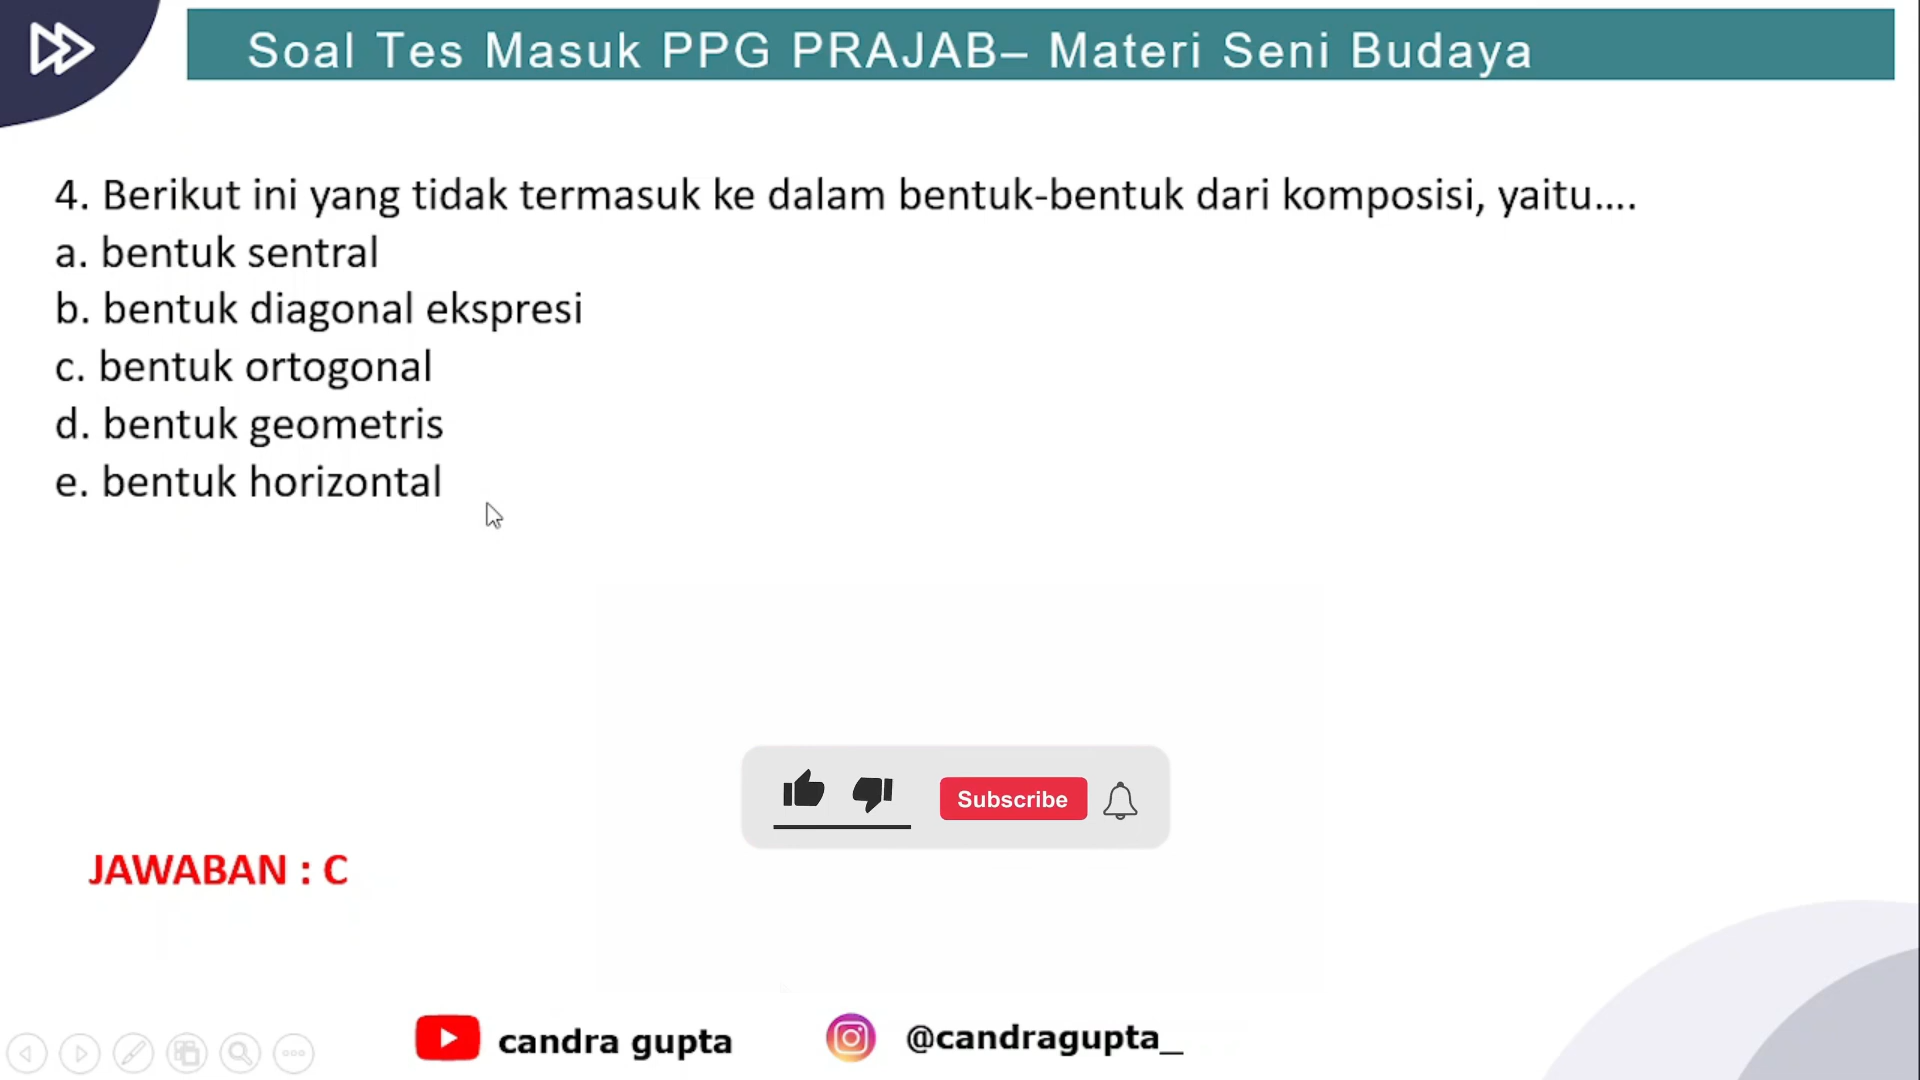 Soal Tes Masuk PPG PRAJAB– Materi Seni Budaya
4. Berikut ini yang tidak termasuk ke dalam bentuk-bentuk dari komposisi, yaitu....
a. bentuk sentral
b. bentuk diagonal ekspresi
c. bentuk ortogonal
d. bentuk geometris
e. bentuk horizontal
Subscribe
JAWABAN : C
candra gupta
@candragupta_